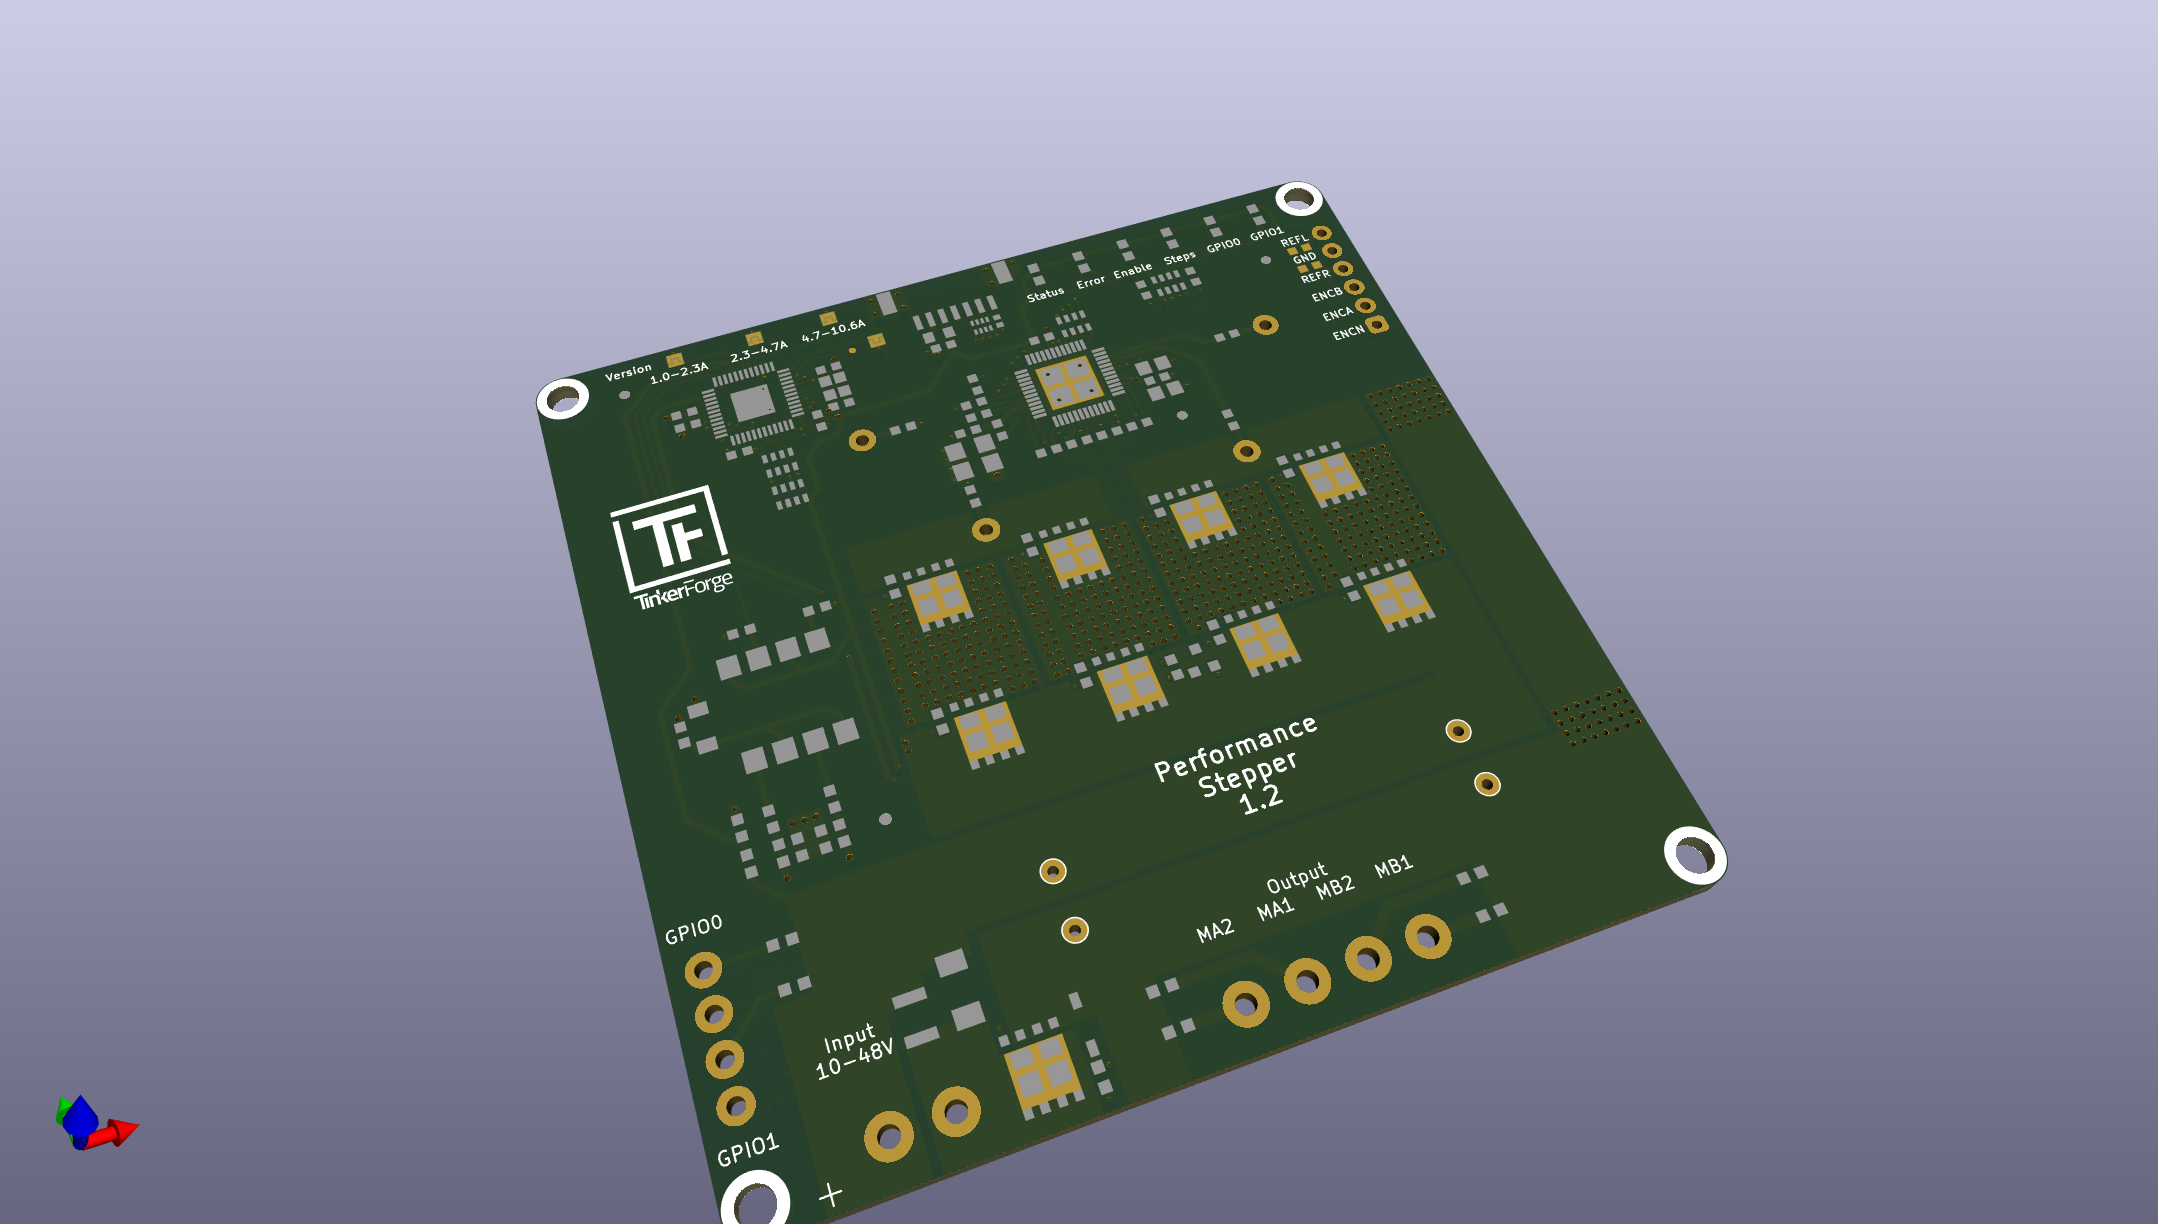 GPIO1
GPIO0
Steps
Enable
Error
Status
REFL
GND
REFR
ENCB
ENCA
ENCN
4.7-10.6A
2.3-4.7A
1.0-2.3A
Version
TF
TinkerForge
Performance
Stepper
1.2
Output
MA2 MA1 MB2 MB1
GPIO0
Input
10-48V
GPIO1
+